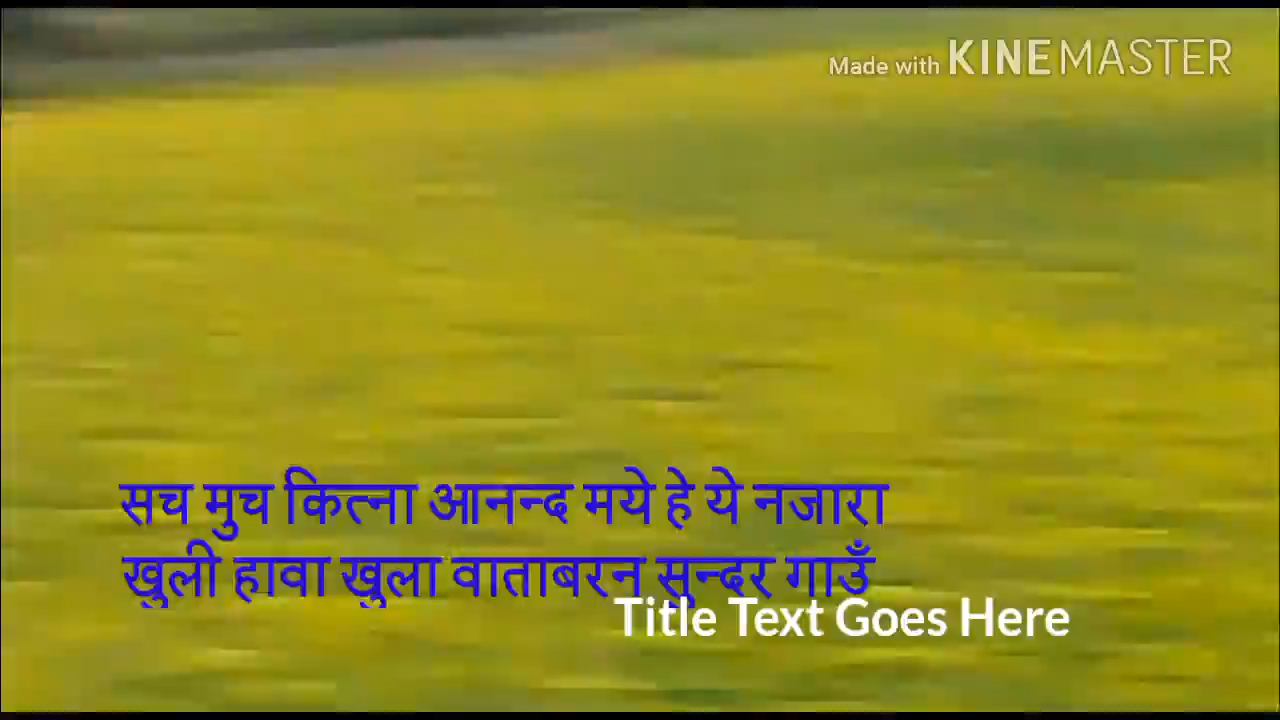 Made with KINEMASTER
सच मुच कित्ना आनन्द मये हे ये नजारा
खुली हावा खुला वाताबरन सुन्दर गाउँ
Title Text Goes Here